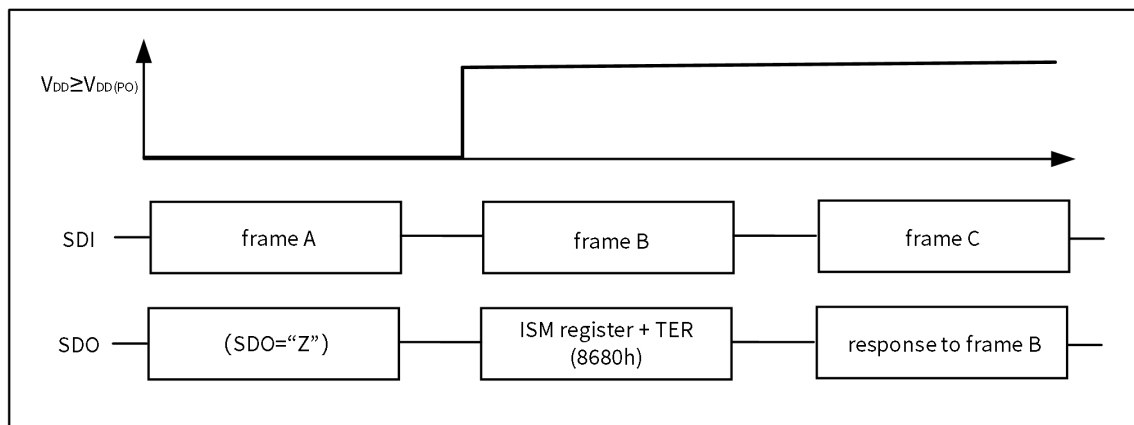 VDD≥VDD(PO)
SDI
frame A
frame B
frame C
SDO
(SDO="Z")
ISM register + TER
(8680h)
response to frame B